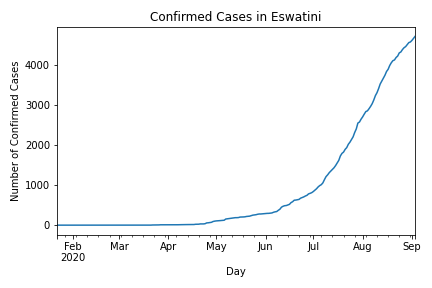 Confirmed Cases in Eswatini
Number of Confirmed Cases
4000
3000
2000
1000
0
Feb Mar Apr May Jun Jul Aug Sep
2020
Day